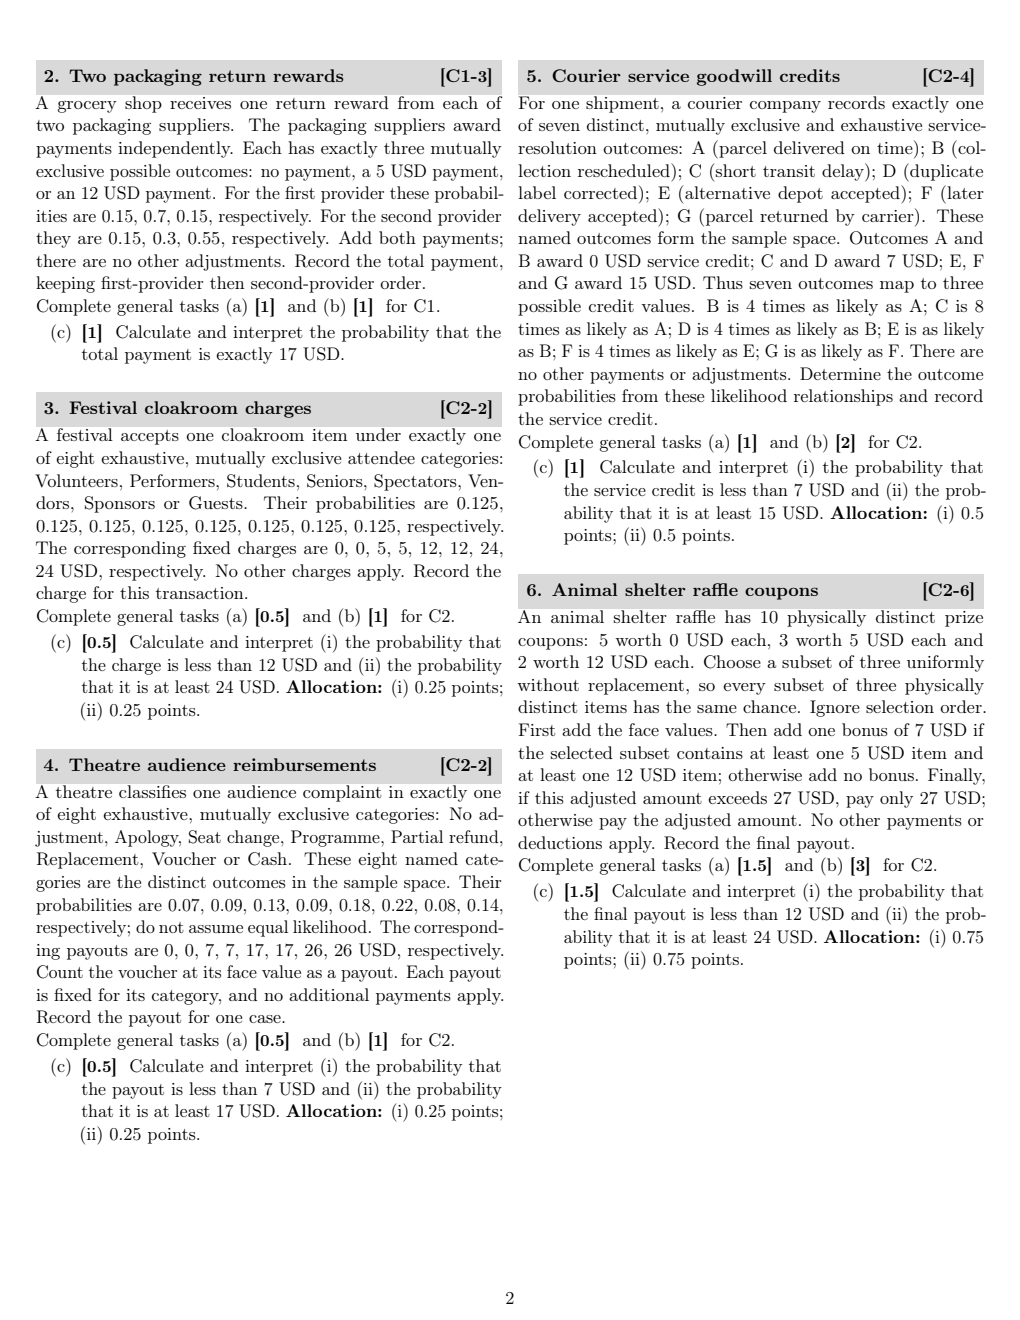 2. Two packaging return rewards [C1-3]
A grocery shop receives one return reward from each of
two packaging suppliers. The packaging suppliers award
payments independently. Each has exactly three mutually
exclusive possible outcomes: no payment, a 5 USD payment,
or an 12 USD payment. For the first provider these probabil-
ities are 0.15, 0.7, 0.15, respectively. For the second provider
they are 0.15, 0.3, 0.55, respectively. Add both payments;
there are no other adjustments. Record the total payment,
keeping first-provider then second-provider order.
Complete general tasks (a) [1] and (b) [1] for C1.
(c) [1] Calculate and interpret the probability that the
total payment is exactly 17 USD.
3. Festival cloakroom charges [C2-2]
A festival accepts one cloakroom item under exactly one
of eight exhaustive, mutually exclusive attendee categories:
Volunteers, Performers, Students, Seniors, Spectators, Ven-
dors, Sponsors or Guests. Their probabilities are 0.125,
0.125, 0.125, 0.125, 0.125, 0.125, 0.125, 0.125, respectively.
The corresponding fixed charges are 0, 0, 5, 5, 12, 12, 24,
24 USD, respectively. No other charges apply. Record the
charge for this transaction.
Complete general tasks (a) [0.5] and (b) [1] for C2.
(c) [0.5] Calculate and interpret (i) the probability that
the charge is less than 12 USD and (ii) the probability
that it is at least 24 USD. Allocation: (i) 0.25 points;
(ii) 0.25 points.
4. Theatre audience reimbursements [C2-2]
A theatre classifies one audience complaint in exactly one
of eight exhaustive, mutually exclusive categories: No ad-
justment, Apology, Seat change, Programme, Partial refund,
Replacement, Voucher or Cash. These eight named cate-
gories are the distinct outcomes in the sample space. Their
probabilities are 0.07, 0.09, 0.13, 0.09, 0.18, 0.22, 0.08, 0.14,
respectively; do not assume equal likelihood. The correspond-
ing payouts are 0, 0, 7, 7, 17, 17, 26, 26 USD, respectively.
Count the voucher at its face value as a payout. Each payout
is fixed for its category, and no additional payments apply.
Record the payout for one case.
Complete general tasks (a) [0.5] and (b) [1] for C2.
(c) [0.5] Calculate and interpret (i) the probability that
the payout is less than 7 USD and (ii) the probability
that it is at least 17 USD. Allocation: (i) 0.25 points;
(ii) 0.25 points.
5. Courier service goodwill credits [C2-4]
For one shipment, a courier company records exactly one
of seven distinct, mutually exclusive and exhaustive service-
resolution outcomes: A (parcel delivered on time); B (col-
lection rescheduled); C (short transit delay); D (duplicate
label corrected); E (alternative depot accepted); F (later
delivery accepted); G (parcel returned by carrier). These
named outcomes form the sample space. Outcomes A and
B award 0 USD service credit; C and D award 7 USD; E, F
and G award 15 USD. Thus seven outcomes map to three
possible credit values. B is 4 times as likely as A; C is 8
times as likely as A; D is 4 times as likely as B; E is as likely
as B; F is 4 times as likely as E; G is as likely as F. There are
no other payments or adjustments. Determine the outcome
probabilities from these likelihood relationships and record
the service credit.
Complete general tasks (a) [1] and (b) [2] for C2.
(c) [1] Calculate and interpret (i) the probability that
the service credit is less than 7 USD and (ii) the prob-
ability that it is at least 15 USD. Allocation: (i) 0.5
points; (ii) 0.5 points.
6. Animal shelter raffle coupons [C2-6]
An animal shelter raffle has 10 physically distinct prize
coupons: 5 worth 0 USD each, 3 worth 5 USD each and
2 worth 12 USD each. Choose a subset of three uniformly
without replacement, so every subset of three physically
distinct items has the same chance. Ignore selection order.
First add the face values. Then add one bonus of 7 USD if
the selected subset contains at least one 5 USD item and
at least one 12 USD item; otherwise add no bonus. Finally,
if this adjusted amount exceeds 27 USD, pay only 27 USD;
otherwise pay the adjusted amount. No other payments or
deductions apply. Record the final payout.
Complete general tasks (a) [1.5] and (b) [3] for C2.
(c) [1.5] Calculate and interpret (i) the probability that
the final payout is less than 12 USD and (ii) the prob-
ability that it is at least 24 USD. Allocation: (i) 0.75
points; (ii) 0.75 points.
2